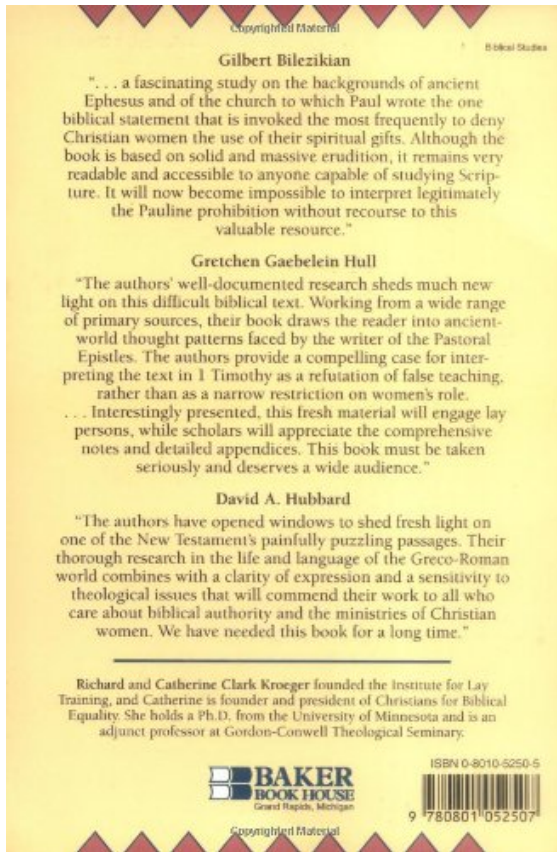 Copyrighted Material
Biblical Studies
Gilbert Bilezikian
". . . a fascinating study on the backgrounds of ancient
Ephesus and of the church to which Paul wrote the one
biblical statement that is invoked the most frequently to deny
Christian women the use of their spiritual gifts. Although the
book is based on solid and massive erudition, it remains very
readable and accessible to anyone capable of studying Scrip-
ture. It will now become impossible to interpret legitimately
the Pauline prohibition without recourse to this
valuable resource."
Gretchen Gaebelein Hull
"The authors' well-documented research sheds much new
light on this difficult biblical text. Working from a wide range
of primary sources, their book draws the reader into ancient-
world thought patterns faced by the writer of the Pastoral
Epistles. The authors provide a compelling case for inter-
preting the text in 1 Timothy as a refutation of false teaching,
rather than as a narrow restriction on women's role.
. . . Interestingly presented, this fresh material will engage lay
persons, while scholars will appreciate the comprehensive
notes and detailed appendices. This book must be taken
seriously and deserves a wide audience."
David A. Hubbard
"The authors have opened windows to shed fresh light on
one of the New Testament's painfully puzzling passages. Their
thorough research in the life and language of the Greco-Roman
world combines with a clarity of expression and a sensitivity to
theological issues that will commend their work to all who
care about biblical authority and the ministries of Christian
women. We have needed this book for a long time."
Richard and Catherine Clark Kroeger founded the Institute for Lay
Training, and Catherine is founder and president of Christians for Biblical
Equality. She holds a Ph.D. from the University of Minnesota and is an
adjunct professor at Gordon-Conwell Theological Seminary.
ISBN 0-8010-5250-5
BAKER
BOOK HOUSE
Grand Rapids, Michigan
9 780801 052507
Copyrighted Material